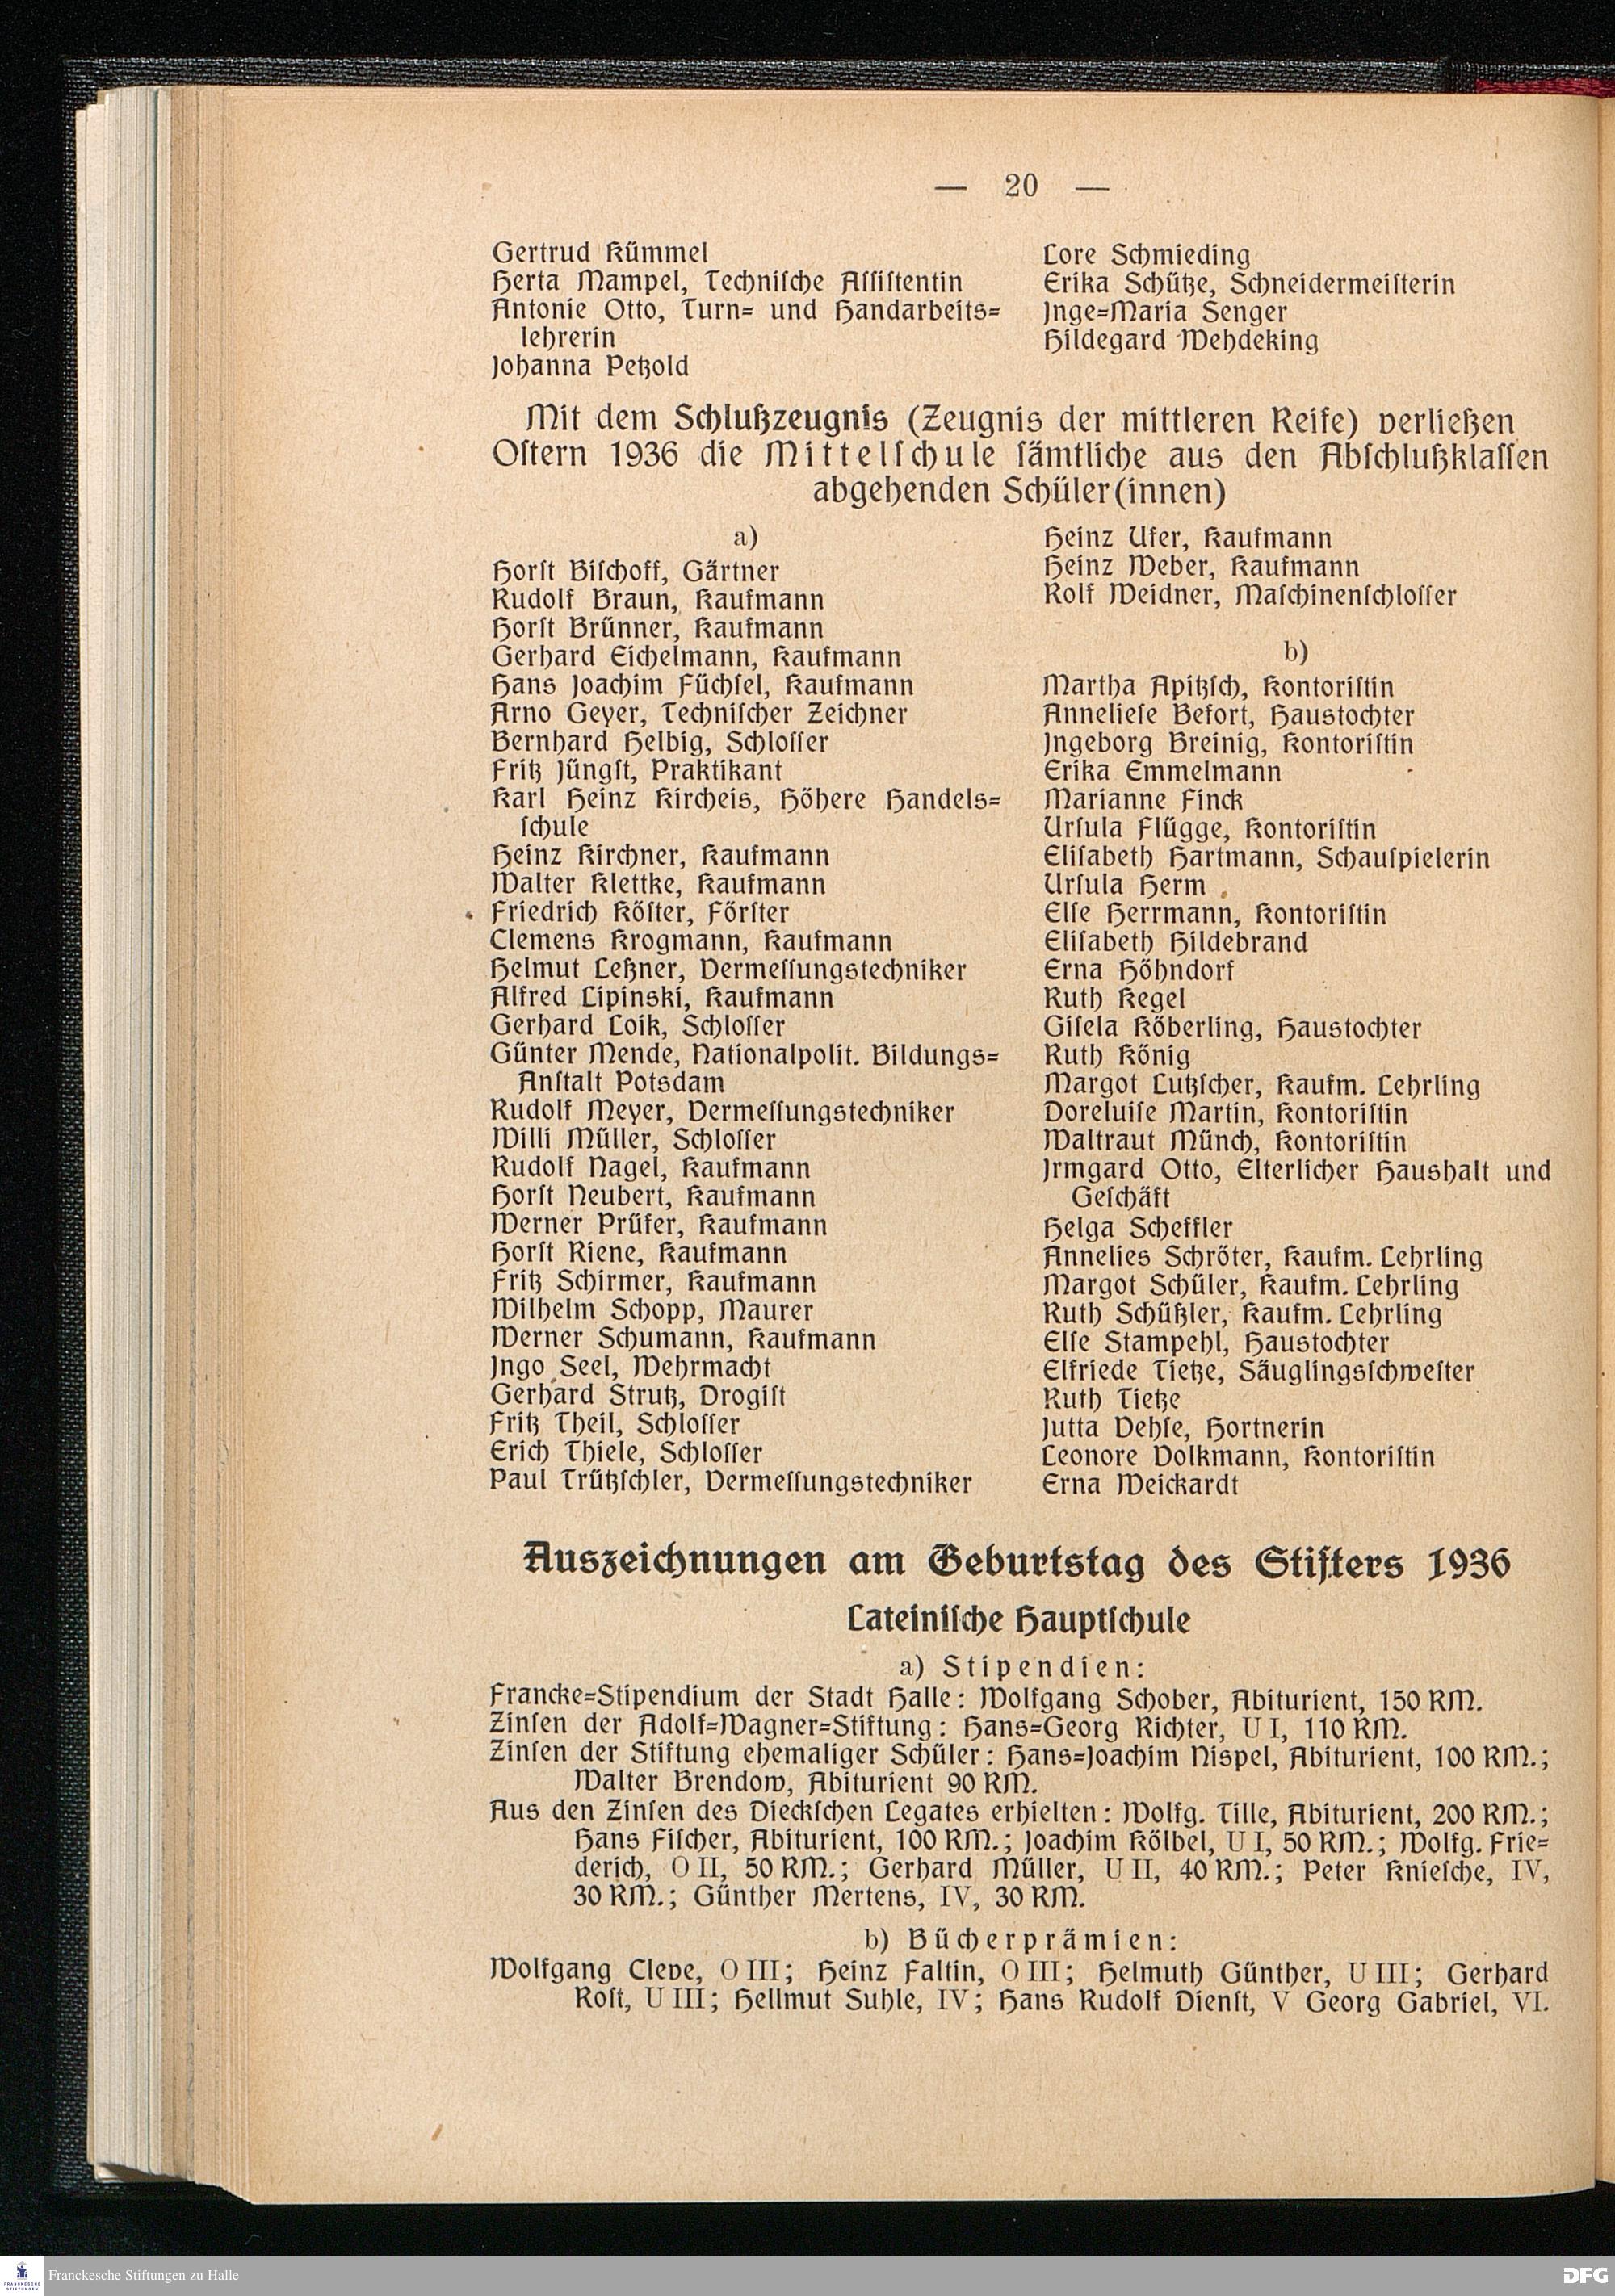 — 20 —
Gertrud Kümmel
Herta Mampel, Technische Assistentin
Antonie Otto, Turn- und Handarbeits-
lehrerin
Johanna Petzold
Lore Schmieding
Erika Schütze, Schneidermeisterin
Inge-Maria Senger
Hildegard Wehdeking
Mit dem Schlußzeugnis (Zeugnis der mittleren Reife) verließen
Ostern 1936 die Mittelschule sämtliche aus den Abschlußklassen
abgehenden Schüler(innen)
a)
Horst Bischoff, Gärtner
Rudolf Braun, Kaufmann
Horst Brünner, Kaufmann
Gerhard Eichelmann, Kaufmann
Hans Joachim Füchsel, Kaufmann
Arno Geyer, Technischer Zeichner
Bernhard Helbig, Schlosser
Fritz Jüngst, Praktikant
Karl Heinz Kircheis, Höhere Handels-
schule
Heinz Kirchner, Kaufmann
Walter Klettke, Kaufmann
Friedrich Köster, Förster
Clemens Krogmann, Kaufmann
Helmut Leßner, Vermessungstechniker
Alfred Lipinski, Kaufmann
Gerhard Loik, Schlosser
Günter Mende, Nationalpolit. Bildungs-
Anstalt Potsdam
Rudolf Meyer, Vermessungstechniker
Willi Müller, Schlosser
Rudolf Nagel, Kaufmann
Horst Neubert, Kaufmann
Werner Prüfer, Kaufmann
Horst Riene, Kaufmann
Fritz Schirmer, Kaufmann
Wilhelm Schopp, Maurer
Werner Schumann, Kaufmann
Ingo Seel, Wehrmacht
Gerhard Strutz, Drogist
Fritz Theil, Schlosser
Erich Thiele, Schlosser
Paul Trützschler, Vermessungstechniker
Heinz Ufer, Kaufmann
Heinz Weber, Kaufmann
Rolf Weidner, Maschinenschlosser
b)
Martha Apitzsch, Kontoristin
Anneliese Befort, Haustochter
Ingeborg Breinig, Kontoristin
Erika Emmelmann
Marianne Finck
Ursula Flügge, Kontoristin
Elisabeth Hartmann, Schauspielerin
Ursula Herm
Else Herrmann, Kontoristin
Elisabeth Hildebrand
Erna Höhndorf
Ruth Kegel
Gisela Köberling, Haustochter
Ruth König
Margot Lutzscher, Kaufm. Lehrling
Doreluise Martin, Kontoristin
Waltraut Münch, Kontoristin
Irmgard Otto, Elterlicher Haushalt und
Geschäft
Helga Scheffler
Annelies Schröter, Kaufm. Lehrling
Margot Schüler, Kaufm. Lehrling
Ruth Schüßler, Kaufm. Lehrling
Else Stampehl, Haustochter
Elfriede Tietze, Säuglingsschwester
Ruth Tietze
Jutta Vehse, Hortnerin
Leonore Volkmann, Kontoristin
Erna Weickardt
Auszeichnungen am Geburtstag des Stifters 1936
Lateinische Hauptschule
a) Stipendien:
Francke-Stipendium der Stadt Halle: Wolfgang Schober, Abiturient, 150 RM.
Zinsen der Adolf-Wagner-Stiftung: Hans-Georg Richter, U I, 110 RM.
Zinsen der Stiftung ehemaliger Schüler: Hans-Joachim Nispel, Abiturient, 100 RM.;
Walter Brendow, Abiturient 90 RM.
Aus den Zinsen des Dieckschen Legates erhielten: Wolfg. Tille, Abiturient, 200 RM.;
Hans Fischer, Abiturient, 100 RM.; Joachim Kölbel, U I, 50 RM.; Wolfg. Frie-
derich, O II, 50 RM.; Gerhard Müller, U II, 40 RM.; Peter Kniesche, IV,
30 RM.; Günther Mertens, IV, 30 RM.
b) Bücherprämien:
Wolfgang Cleve, O III; Heinz Faltin, O III; Helmuth Günther, U III; Gerhard
Rost, U III; Hellmut Suhle, IV; Hans Rudolf Dienst, V Georg Gabriel, VI.
FRANCKESCHE
STIFTUNGEN
Franckesche Stiftungen zu Halle
DFG